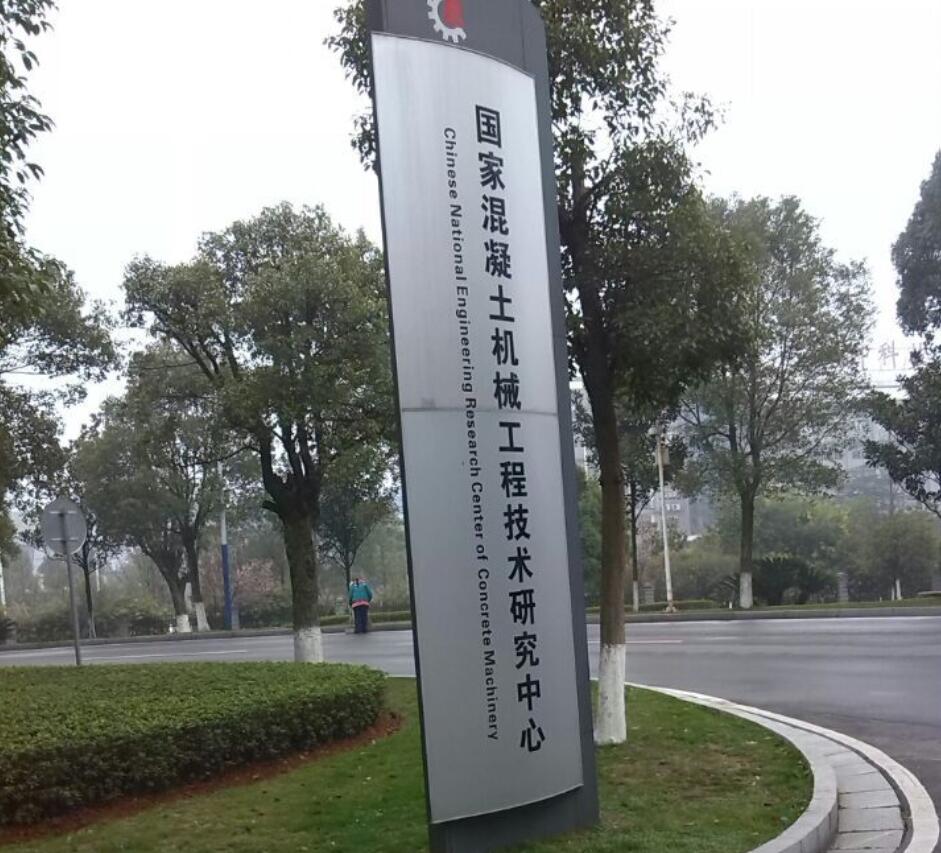 国家混凝土机械工程技术研究中心
Chinese National Engineering Research Center of Concrete Machinery
科